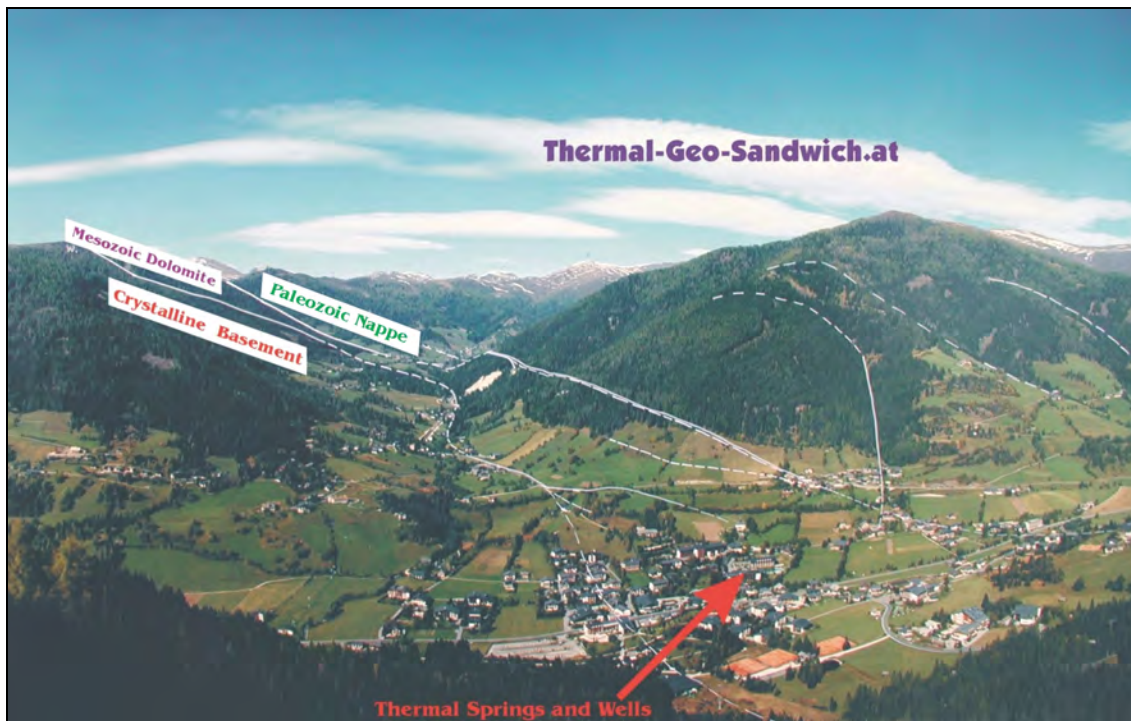 Thermal-Geo-Sandwich.at
Mesozoic Dolomite
Paleozoic Nappe
Crystalline Basement
Thermal Springs and Wells